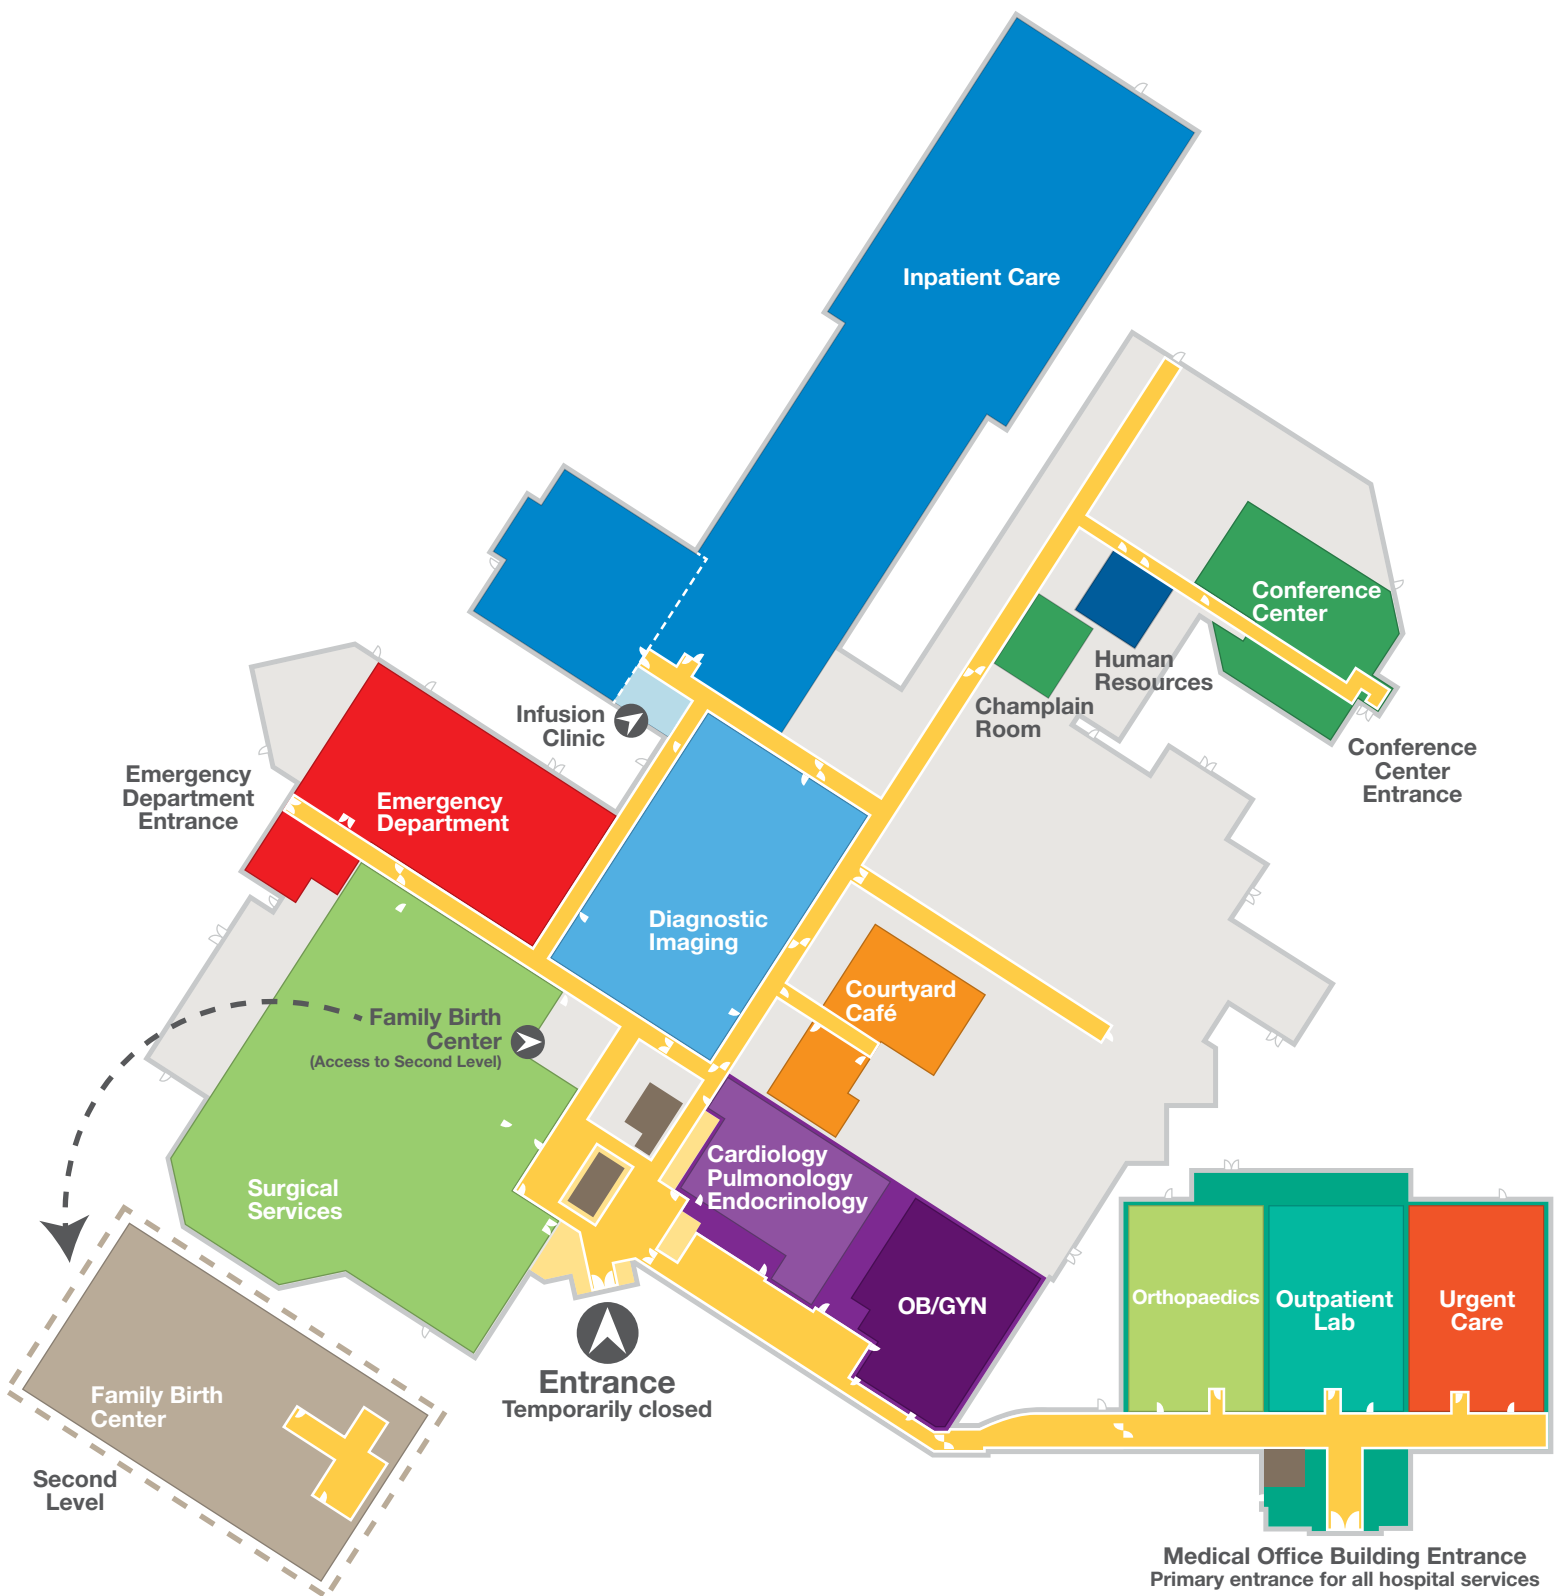 Inpatient Care
Conference
Center
Human
Resources
Champlain
Room
Infusion
Clinic
Conference
Center
Entrance
Emergency
Department
Entrance
Emergency
Department
Diagnostic
Imaging
Courtyard
Café
Family Birth
Center
(Access to Second Level)
Cardiology
Pulmonology
Endocrinology
Surgical
Services
OB/GYN
Orthopaedics
Outpatient
Lab
Urgent
Care
Entrance
Temporarily closed
Family Birth
Center
Second
Level
Medical Office Building Entrance
Primary entrance for all hospital services